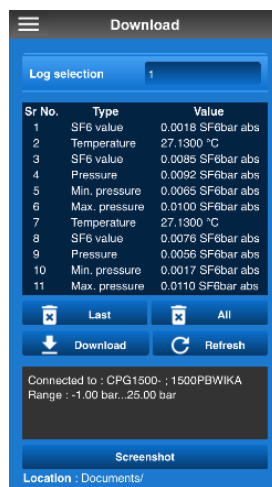 Download
Log selection 1
Sr No. Type Value
1 SF6 value 0.0018 SF6bar abs
2 Temperature 27.1300 °C
3 SF6 value 0.0085 SF6bar abs
4 Pressure 0.0092 SF6bar abs
5 Min. pressure 0.0065 SF6bar abs
6 Max. pressure 0.0100 SF6bar abs
7 Temperature 27.1300 °C
8 SF6 value 0.0076 SF6bar abs
9 Pressure 0.0056 SF6bar abs
10 Min. pressure 0.0017 SF6bar abs
11 Max. pressure 0.0110 SF6bar abs
Last All
Download Refresh
Connected to : CPG1500- ; 1500PBWIKA
Range : -1.00 bar...25.00 bar
Screenshot
Location : Documents/